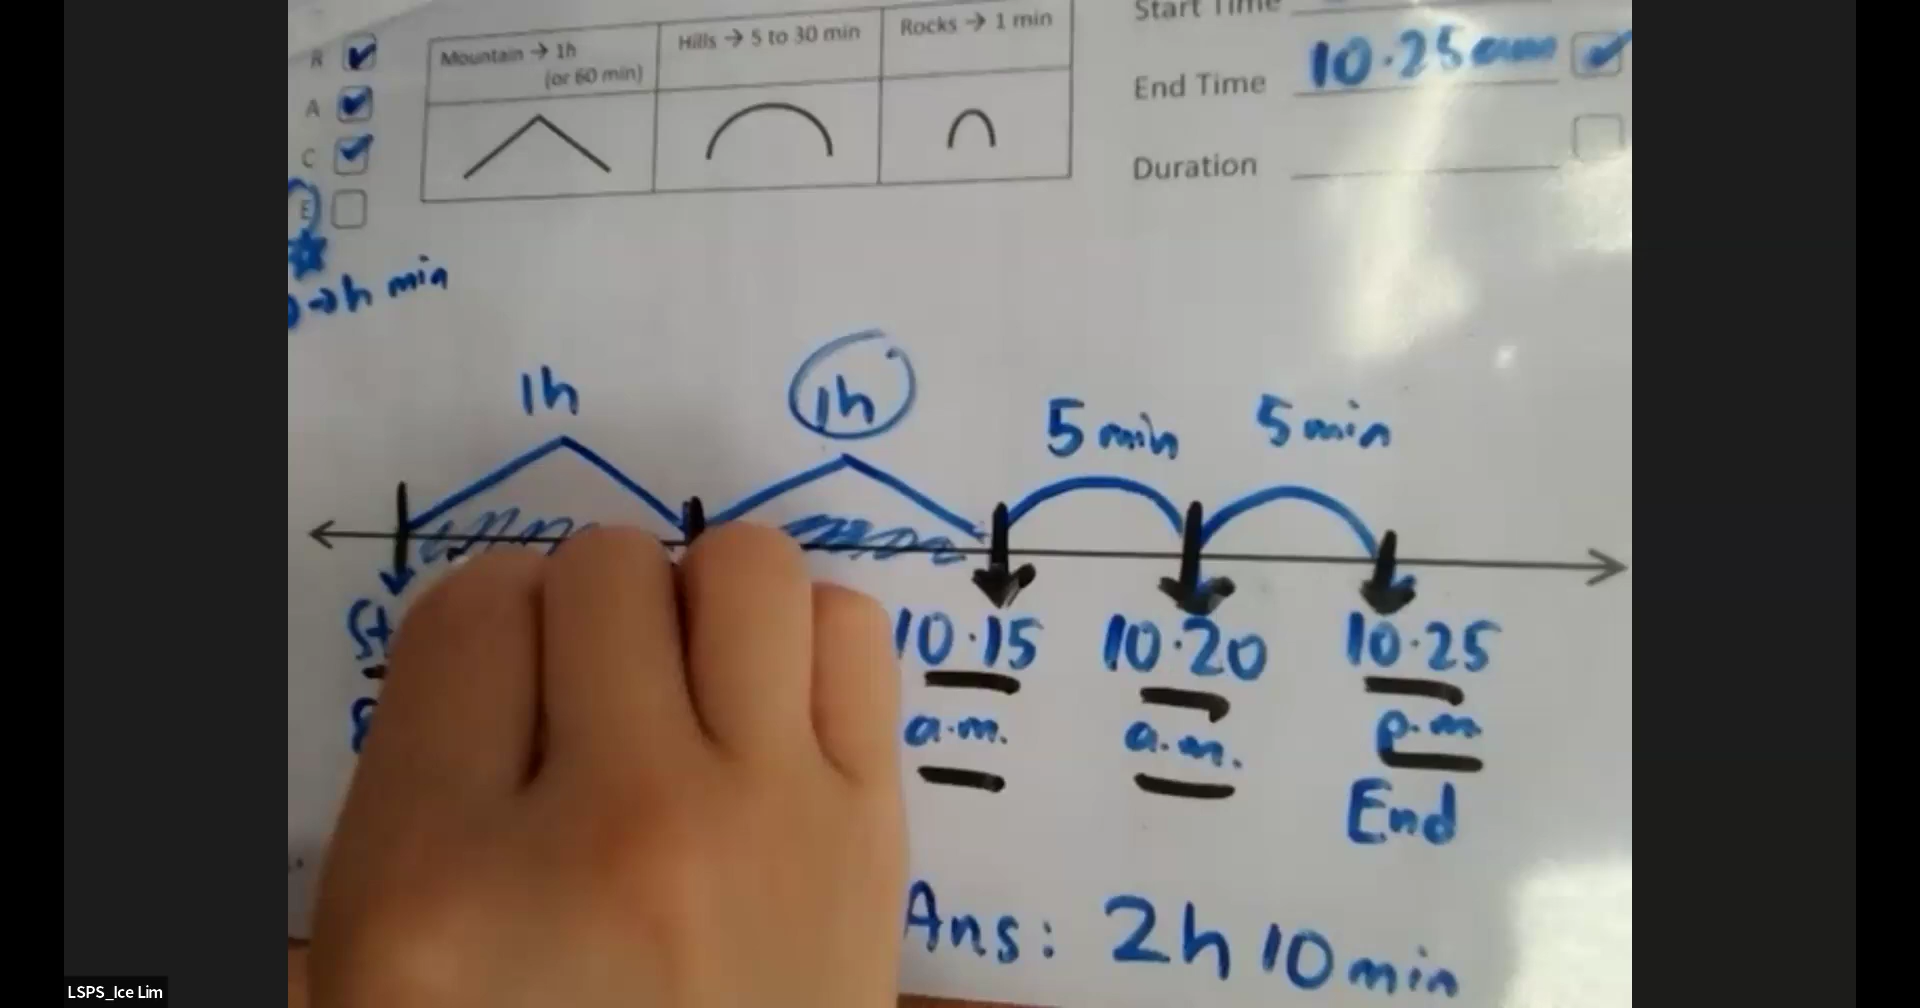 R
A
C
E
Mountain → 1h
(or 60 min)
Hills → 5 to 30 min
Rocks → 1 min
Start Time
End Time 10.25am
Duration
→h min
1h
1h
5 min
5 min
St
10.15
a.m.
10.20
a.m.
10.25
p.m
End
Ans: 2h 10 min
LSPS_Ice Lim